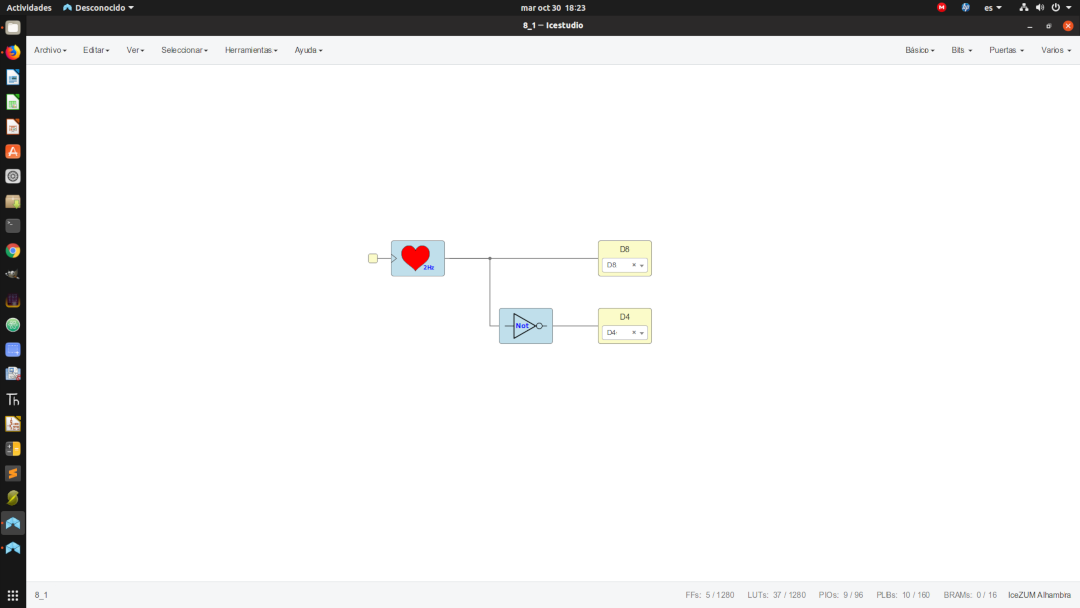 Actividades Desconocido mar oct 30 18:23 es
8_1 — Icestudio
Archivo Editar Ver Seleccionar Herramientas Ayuda Básico Bits Puertas Varios
2Hz
D8
D8
Not
D4
D4
8_1 FFs: 5 / 1280 LUTs: 37 / 1280 PIOs: 9 / 96 PLBs: 10 / 160 BRAMs: 0 / 16 IceZUM Alhambra